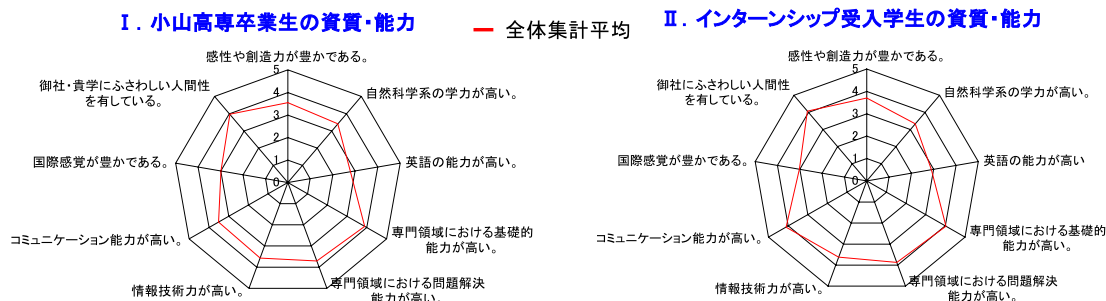 Ⅰ．小山高専卒業生の資質・能力
全体集計平均
Ⅱ．インターンシップ受入学生の資質・能力
感性や創造力が豊かである。
自然科学系の学力が高い。
英語の能力が高い。
専門領域における基礎的
能力が高い。
専門領域における問題解決
能力が高い。
情報技術力が高い。
コミュニケーション能力が高い。
国際感覚が豊かである。
御社・貴学にふさわしい人間性
を有している。
5
4
3
2
1
0
感性や創造力が豊かである。
自然科学系の学力が高い。
英語の能力が高い
専門領域における基礎的
能力が高い。
専門領域における問題解決
能力が高い。
情報技術力が高い。
コミュニケーション能力が高い。
国際感覚が豊かである。
御社にふさわしい人間性
を有している。
5
4
3
2
1
0